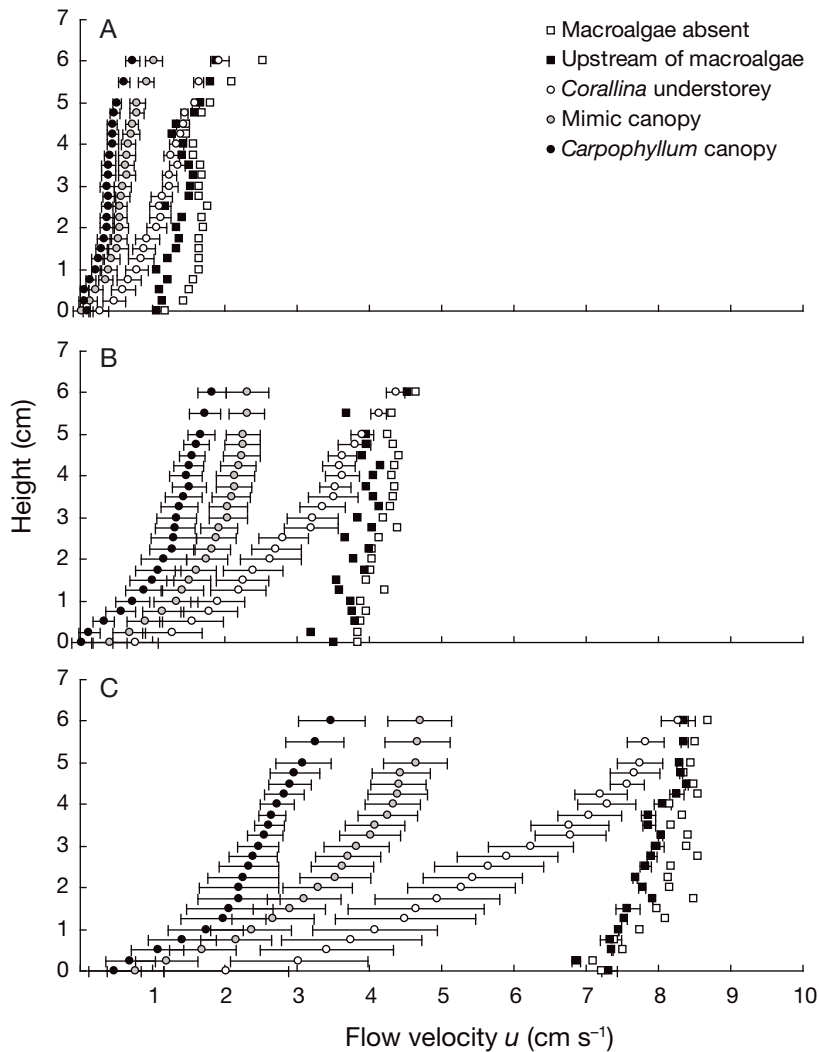 A
7
6
5
4
3
2
1
0
Macroalgae absent
Upstream of macroalgae
Corallina understorey
Mimic canopy
Carpophyllum canopy
B
7
6
5
4
3
2
1
0
Height (cm)
C
7
6
5
4
3
2
1
0
1 2 3 4 5 6 7 8 9 10
Flow velocity u (cm s⁻¹)